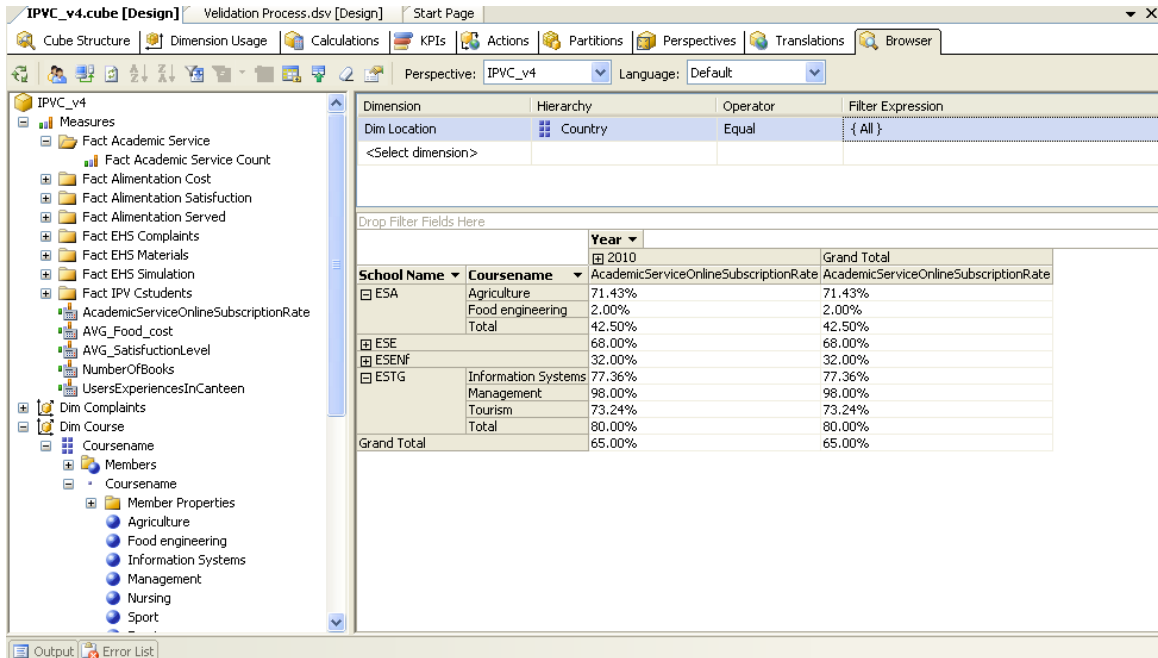 IPVC_v4.cube [Design] Velidation Process.dsv [Design] Start Page
Cube Structure Dimension Usage Calculations KPIs Actions Partitions Perspectives Translations Browser
Perspective: IPVC_v4 Language: Default
IPVC_v4
Measures
Fact Academic Service
Fact Academic Service Count
Fact Alimentation Cost
Fact Alimentation Satisfuction
Fact Alimentation Served
Fact EHS Complaints
Fact EHS Materials
Fact EHS Simulation
Fact IPV Cstudents
AcademicServiceOnlineSubscriptionRate
AVG_Food_cost
AVG_SatisfuctionLevel
NumberOfBooks
UsersExperiencesInCanteen
Dim Complaints
Dim Course
Coursename
Members
Coursename
Member Properties
Agriculture
Food engineering
Information Systems
Management
Nursing
Sport
Dimension Hierarchy Operator Filter Expression
Dim Location Country Equal { All }
<Select dimension>
Drop Filter Fields Here
Year
2010 Grand Total
School Name Coursename AcademicServiceOnlineSubscriptionRate AcademicServiceOnlineSubscriptionRate
ESA Agriculture 71.43% 71.43%
Food engineering 2.00% 2.00%
Total 42.50% 42.50%
ESE 68.00% 68.00%
ESENf 32.00% 32.00%
ESTG Information Systems 77.36% 77.36%
Management 98.00% 98.00%
Tourism 73.24% 73.24%
Total 80.00% 80.00%
Grand Total 65.00% 65.00%
Output Error List